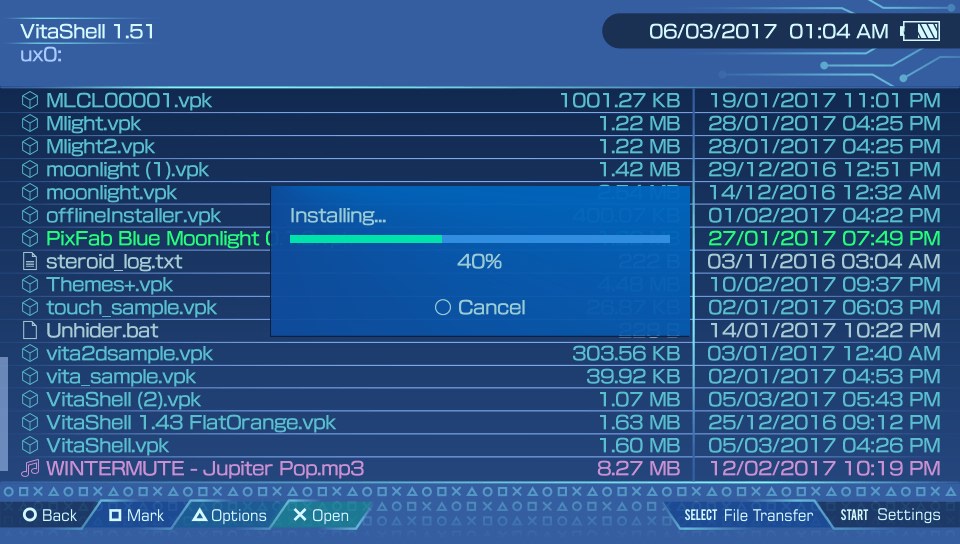 VitaShell 1.51
06/03/2017 01:04 AM
ux0:
MLCL00001.vpk 1001.27 KB 19/01/2017 11:01 PM
Mlight.vpk 1.22 MB 28/01/2017 04:25 PM
Mlight2.vpk 1.22 MB 28/01/2017 04:25 PM
moonlight (1).vpk 1.42 MB 29/12/2016 12:51 PM
moonlight.vpk 14/12/2016 12:32 AM
offlineInstaller.vpk 01/02/2017 04:22 PM
PixFab Blue Moonlight 27/01/2017 07:49 PM
steroid_log.txt 222 B 03/11/2016 03:04 AM
Themes+.vpk 4.48 MB 10/02/2017 09:37 PM
touch_sample.vpk 02/01/2017 06:03 PM
Unhider.bat 14/01/2017 10:22 PM
Installing...
40%
Cancel
vita2dsample.vpk 303.56 KB 03/01/2017 12:40 AM
vita_sample.vpk 39.92 KB 02/01/2017 04:53 PM
VitaShell (2).vpk 1.07 MB 05/03/2017 05:43 PM
VitaShell 1.43 FlatOrange.vpk 1.63 MB 25/12/2016 09:12 PM
VitaShell.vpk 1.60 MB 05/03/2017 04:26 PM
WINTERMUTE - Jupiter Pop.mp3 8.27 MB 12/02/2017 10:19 PM
Back Mark Options Open SELECT File Transfer START Settings